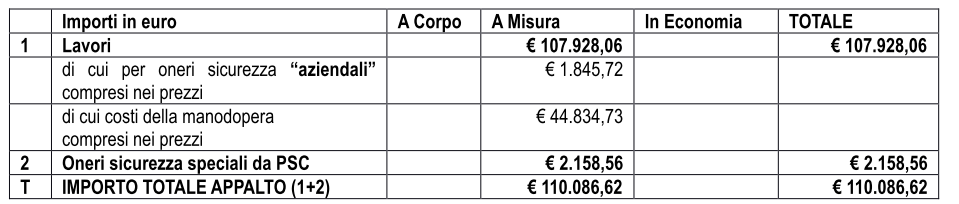 Importi in euro A Corpo A Misura In Economia TOTALE
1 Lavori € 107.928,06 € 107.928,06
di cui per oneri sicurezza “aziendali” € 1.845,72
compresi nei prezzi
di cui costi della manodopera € 44.834,73
compresi nei prezzi
2 Oneri sicurezza speciali da PSC € 2.158,56 € 2.158,56
T IMPORTO TOTALE APPALTO (1+2) € 110.086,62 € 110.086,62